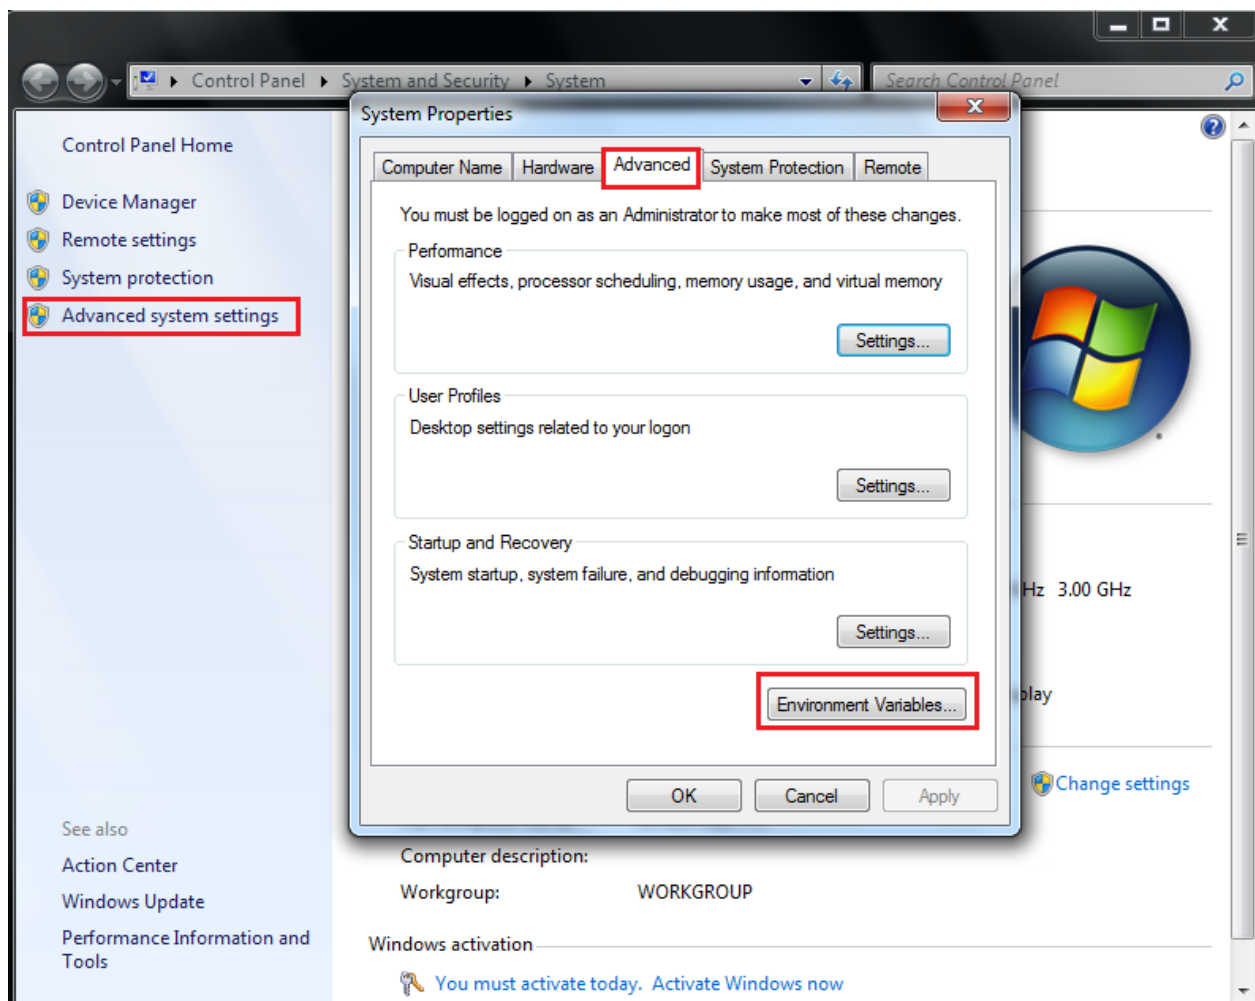 Control Panel
System and Security
System
Search Control Panel
Control Panel Home
Device Manager
Remote settings
System protection
Advanced system settings
See also
Action Center
Windows Update
Performance Information and
Tools
System Properties
X
Computer Name
Hardware
Advanced
System Protection
Remote
You must be logged on as an Administrator to make most of these changes.
Performance
Visual effects, processor scheduling, memory usage, and virtual memory
Settings...
User Profiles
Desktop settings related to your logon
Settings...
Startup and Recovery
System startup, system failure, and debugging information
Settings...
Environment Variables...
OK
Cancel
Apply
Hz 3.00 GHz
play
Change settings
Computer description:
Workgroup: WORKGROUP
Windows activation
You must activate today. Activate Windows now